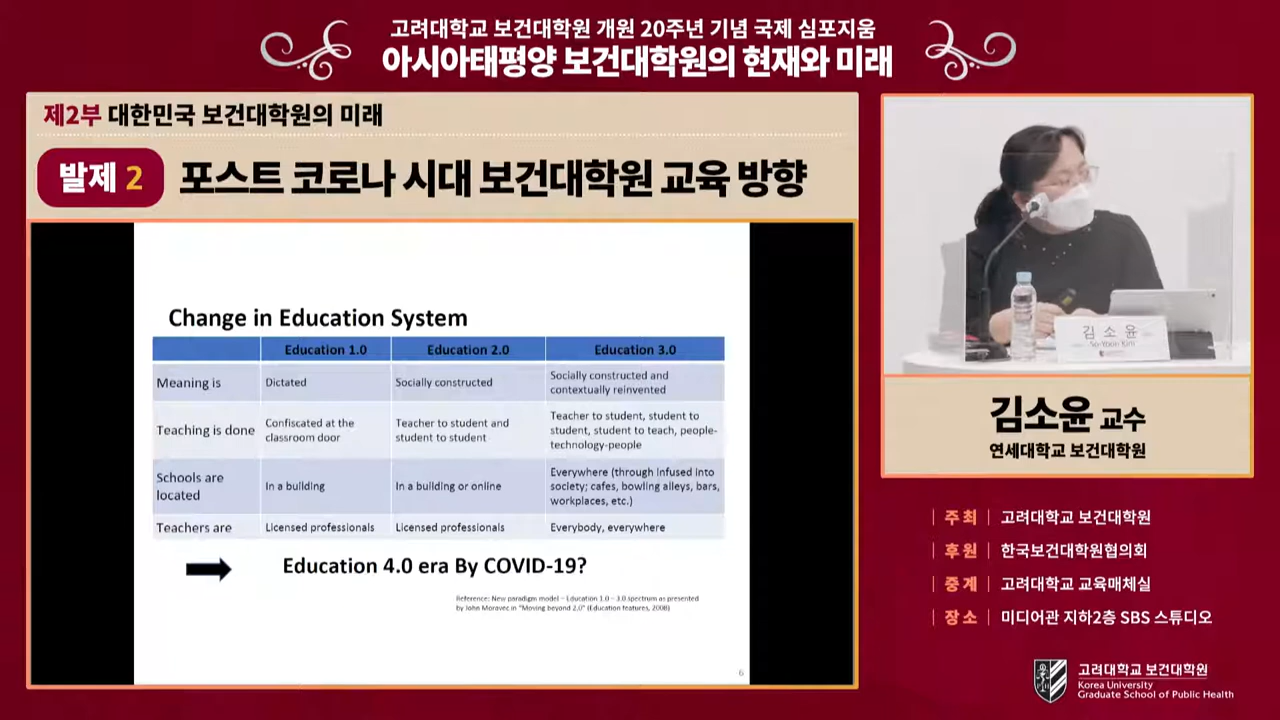 고려대학교 보건대학원 개원 20주년 기념 국제 심포지움
아시아태평양 보건대학원의 현재와 미래
제2부 대한민국 보건대학원의 미래
발제 2 포스트 코로나 시대 보건대학원 교육 방향
Change in Education System
Education 1.0 Education 2.0 Education 3.0
Meaning is Dictated Socially constructed Socially constructed and
contextually reinvented
Teaching is done Confiscated at the
classroom door Teacher to student and
student to student Teacher to student, student to
student, student to teach, people-
technology-people
Schools are
located In a building In a building or online Everywhere (through infused into
society; cafes, bowling alleys, bars,
workplaces, etc.)
Teachers are Licensed professionals Licensed professionals Everybody, everywhere
Education 4.0 era By COVID-19?
Reference: New paradigm model – Education 1.0 – 3.0 spectrum as presented
by John Moravec in "Moving beyond 2.0" (Education features, 2008)
6
김 소 윤
So-Yoon Kim
김소윤 교수
연세대학교 보건대학원
주최 고려대학교 보건대학원
후원 한국보건대학원협의회
중계 고려대학교 교육매체실
장소 미디어관 지하2층 SBS 스튜디오
고려대학교 보건대학원
Korea University
Graduate School of Public Health